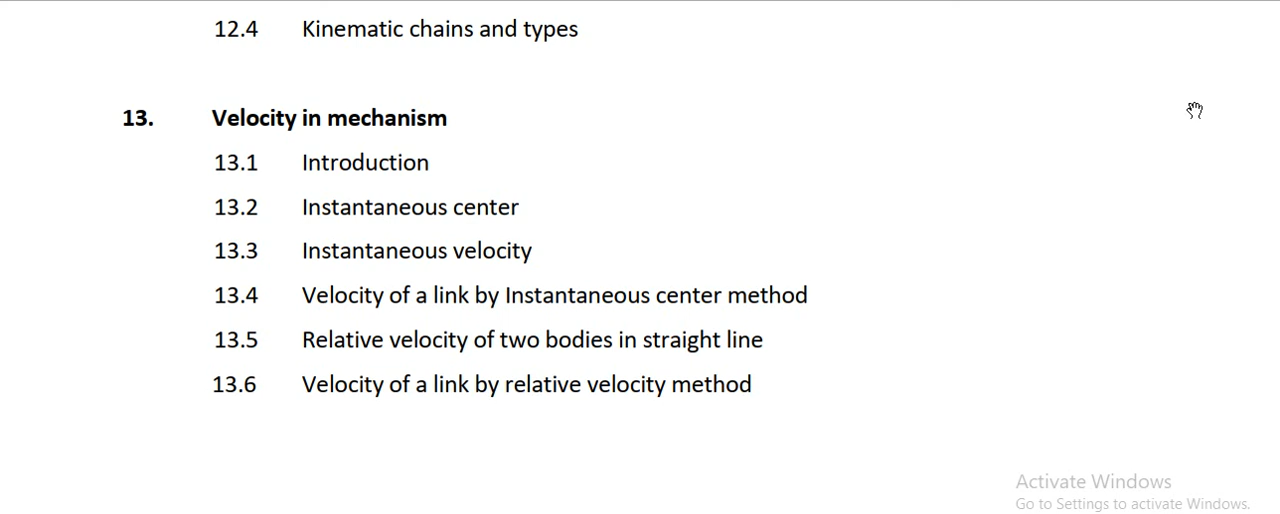 12.4 Kinematic chains and types
13. Velocity in mechanism
13.1 Introduction
13.2 Instantaneous center
13.3 Instantaneous velocity
13.4 Velocity of a link by Instantaneous center method
13.5 Relative velocity of two bodies in straight line
13.6 Velocity of a link by relative velocity method
Activate Windows
Go to Settings to activate Windows.